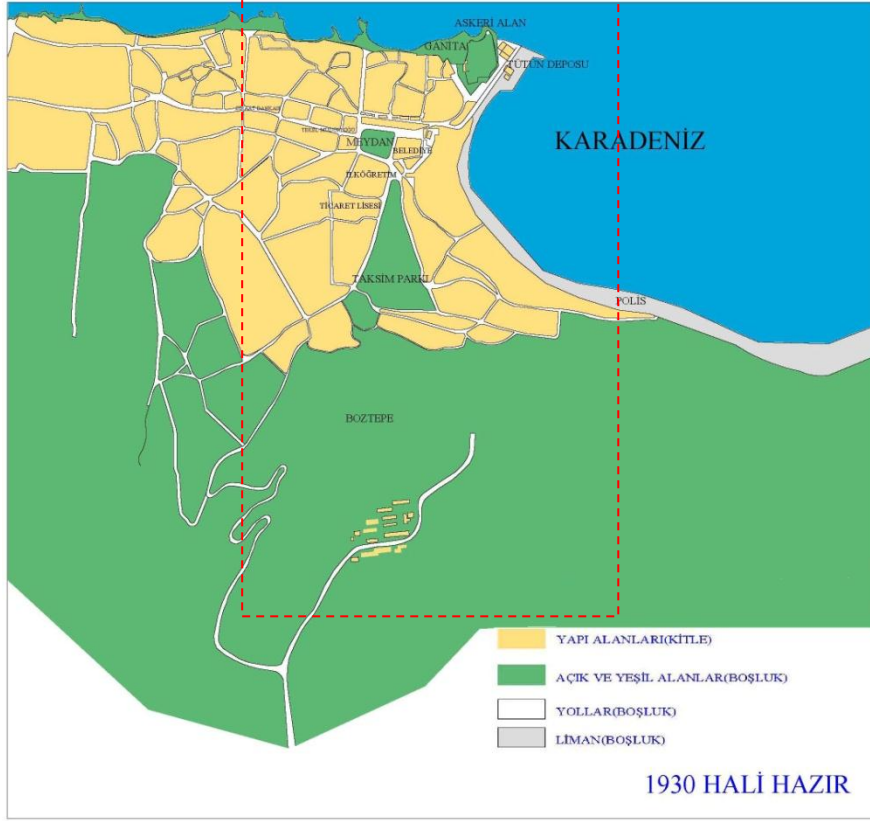 ASKERİ ALAN
GANİTA
TÜTÜN DEPOSU
KARADENİZ
MEYDAN
BELEDİYE
İLKÖĞRETİM
TİCARET LİSESİ
TAKSİM PARKI
POLİS
BOZTEPE
YAPI ALANLARI(KİTLE)
AÇIK VE YEŞİL ALANLAR(BOŞLUK)
YOLLAR(BOŞLUK)
LİMAN(BOŞLUK)
1930 HALİ HAZIR